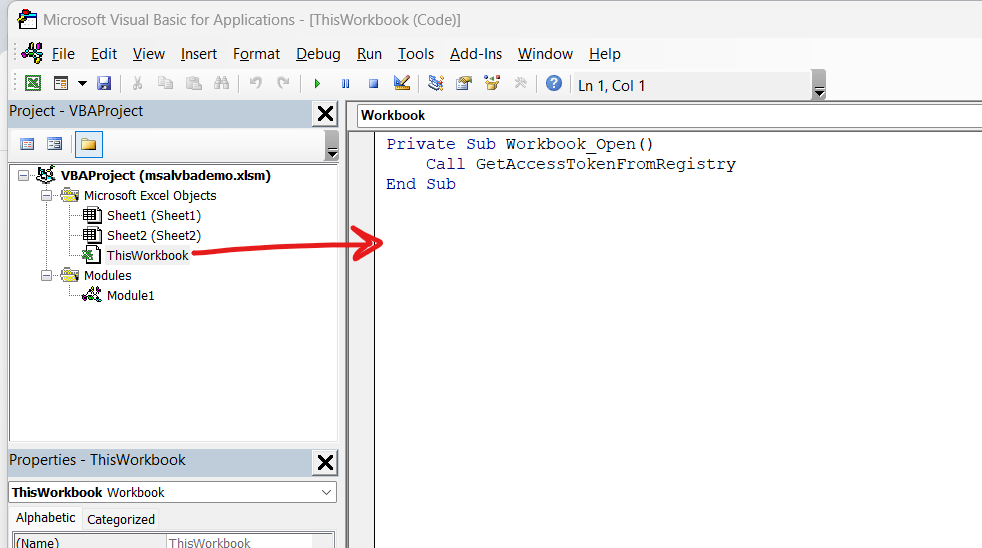 Microsoft Visual Basic for Applications - [ThisWorkbook (Code)]
File Edit View Insert Format Debug Run Tools Add-Ins Window Help
Ln 1, Col 1
Project - VBAProject
VBAProject (msalvbademo.xlsm)
Microsoft Excel Objects
Sheet1 (Sheet1)
Sheet2 (Sheet2)
ThisWorkbook
Modules
Module1
Properties - ThisWorkbook
ThisWorkbook Workbook
Alphabetic Categorized
(Name) ThisWorkbook
Workbook
Private Sub Workbook_Open()
    Call GetAccessTokenFromRegistry
End Sub